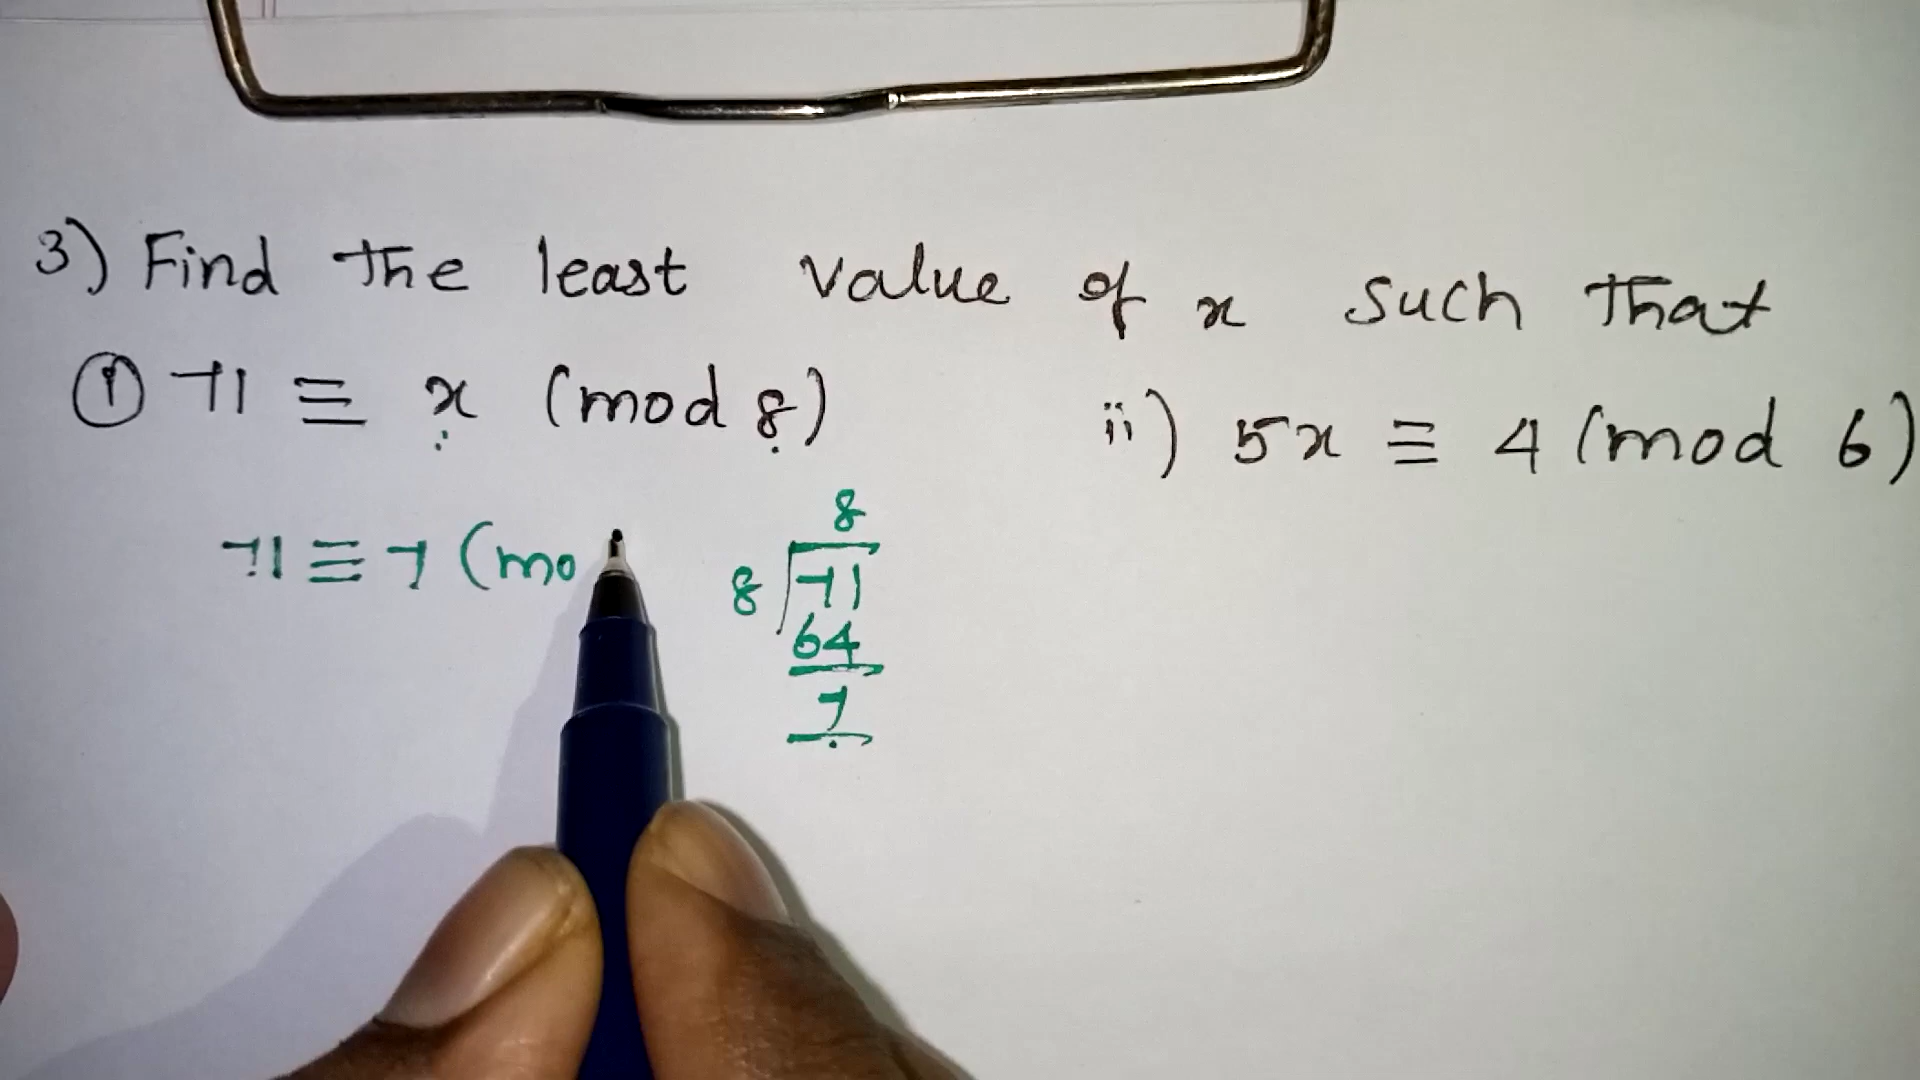 3) Find the least value of x such that
① 71 ≡ x (mod 8)
ii) 5x ≡ 4 (mod 6)
71 ≡ 7 (mo
8
8 71
64
7